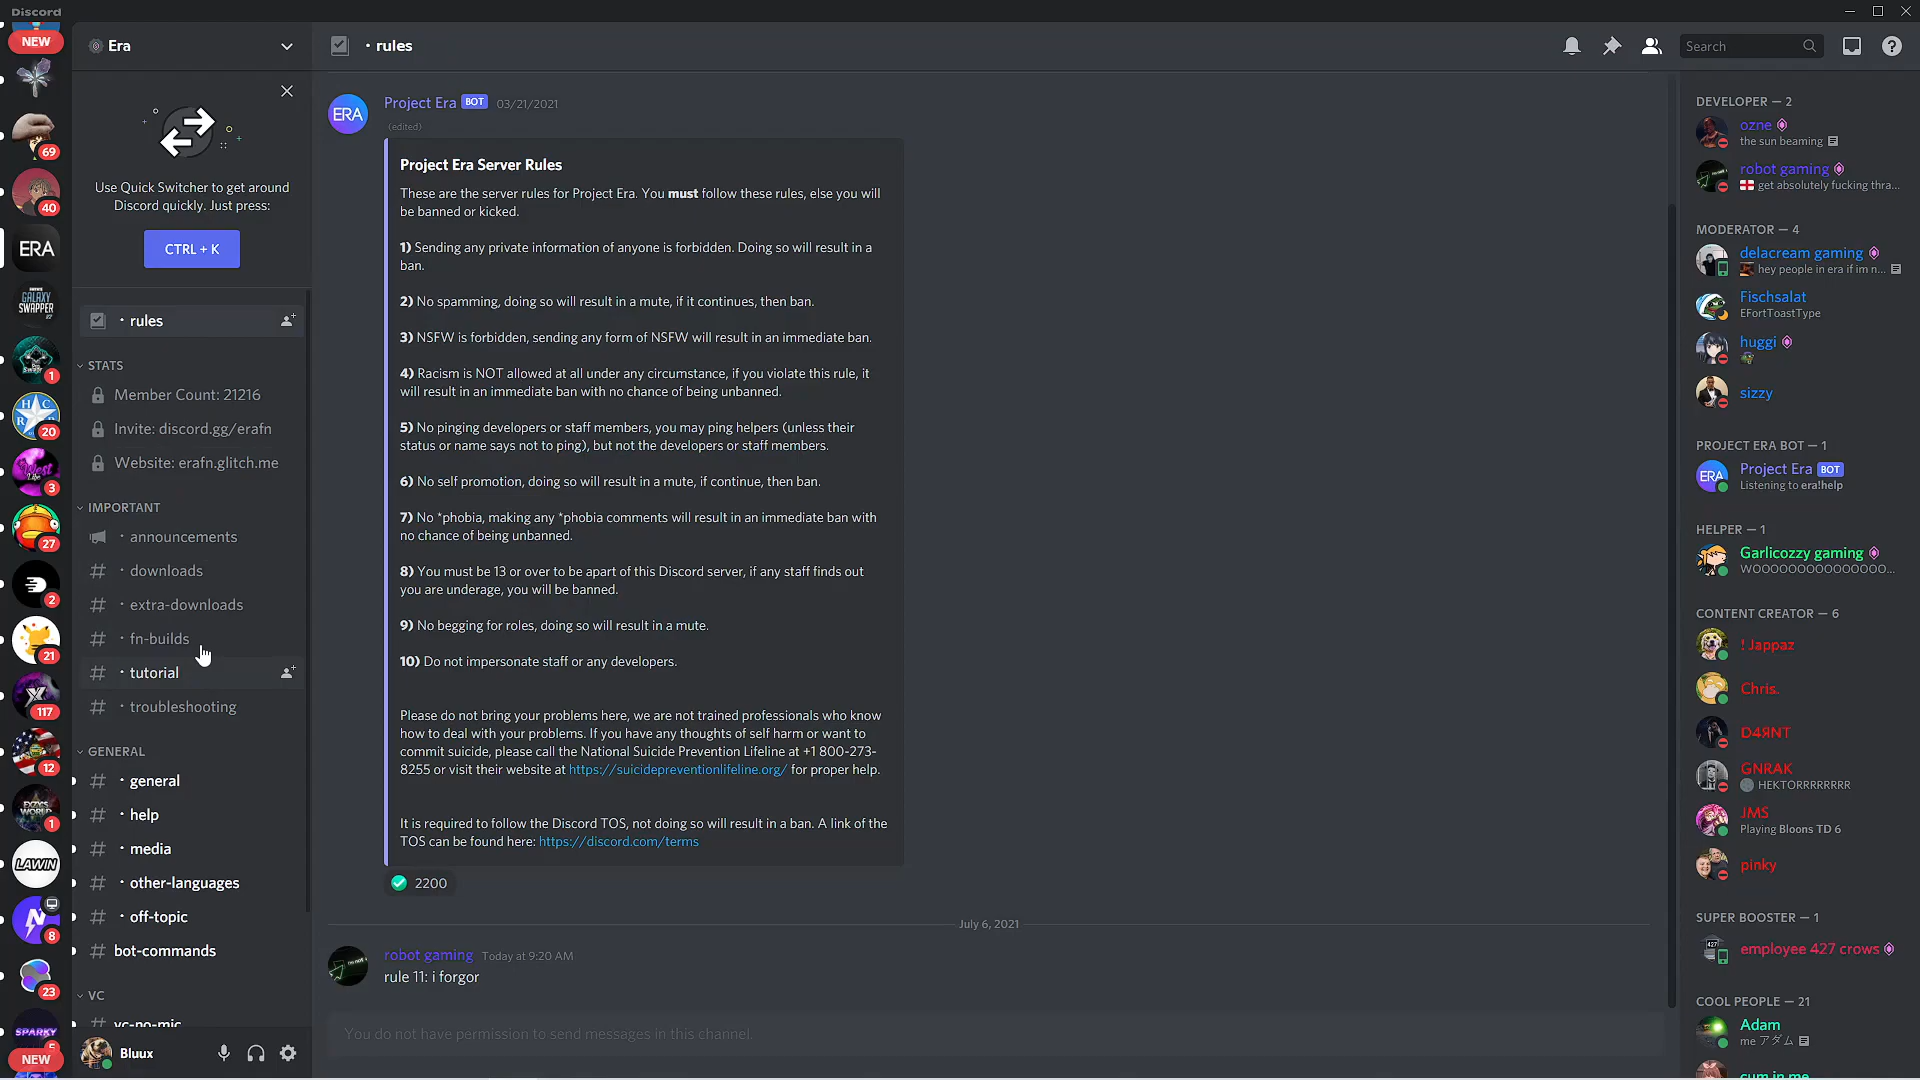 Discord
NEW
69
40
ERA
GALAXY
SWAPPER
1
20
3
27
2
21
117
12
1
LAWIN
8
23
SPARKY
5
NEW
Era
Use Quick Switcher to get around
Discord quickly. Just press:
CTRL + K
· rules
STATS
Member Count: 21216
Invite: discord.gg/erafn
Website: erafn.glitch.me
IMPORTANT
· announcements
· downloads
· extra-downloads
· fn-builds
· tutorial
· troubleshooting
GENERAL
· general
· help
· media
· other-languages
· off-topic
bot-commands
VC
vc-no-mic
Bluux
· rules
Search
ERA
Project Era BOT 03/21/2021
(edited)
Project Era Server Rules
These are the server rules for Project Era. You must follow these rules, else you will
be banned or kicked.
1) Sending any private information of anyone is forbidden. Doing so will result in a
ban.
2) No spamming, doing so will result in a mute, if it continues, then ban.
3) NSFW is forbidden, sending any form of NSFW will result in an immediate ban.
4) Racism is NOT allowed at all under any circumstance, if you violate this rule, it
will result in an immediate ban with no chance of being unbanned.
5) No pinging developers or staff members, you may ping helpers (unless their
status or name says not to ping), but not the developers or staff members.
6) No self promotion, doing so will result in a mute, if continue, then ban.
7) No *phobia, making any *phobia comments will result in an immediate ban with
no chance of being unbanned.
8) You must be 13 or over to be apart of this Discord server, if any staff finds out
you are underage, you will be banned.
9) No begging for roles, doing so will result in a mute.
10) Do not impersonate staff or any developers.
Please do not bring your problems here, we are not trained professionals who know
how to deal with your problems. If you have any thoughts of self harm or want to
commit suicide, please call the National Suicide Prevention Lifeline at +1 800-273-
8255 or visit their website at https://suicidepreventionlifeline.org/ for proper help.
It is required to follow the Discord TOS, not doing so will result in a ban. A link of the
TOS can be found here: https://discord.com/terms
2200
July 6, 2021
robot gaming Today at 9:20 AM
rule 11: i forgor
You do not have permission to send messages in this channel.
DEVELOPER — 2
ozne
the sun beaming
robot gaming
get absolutely fucking thra...
MODERATOR — 4
delacream gaming
hey people in era if im n...
Fischsalat
EFortToastType
huggi
sizzy
PROJECT ERA BOT — 1
ERA
Project Era BOT
Listening to era!help
HELPER — 1
Garlicozzy gaming
WOOOOOOOOOOOOOOO...
CONTENT CREATOR — 6
! Jappaz
Chris.
D4ЯNT
GNRAK
HEKTORRRRRRRR
JMS
Playing Bloons TD 6
pinky
SUPER BOOSTER — 1
employee 427 crows
COOL PEOPLE — 21
Adam
me アダム
cum in me